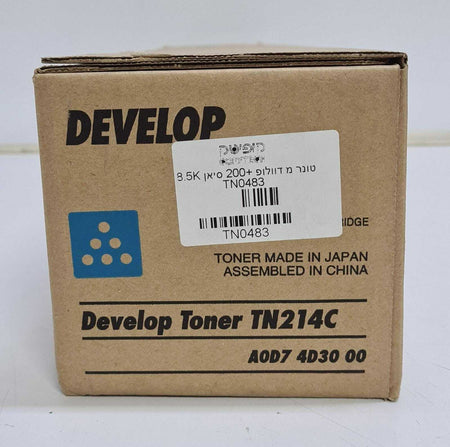 DEVELOP
טונר מ דוולופ +200 סיאן 8.5K
TN0483
TN0483
RIDGE
TONER MADE IN JAPAN
ASSEMBLED IN CHINA
Develop Toner TN214C
A0D7 4D30 00